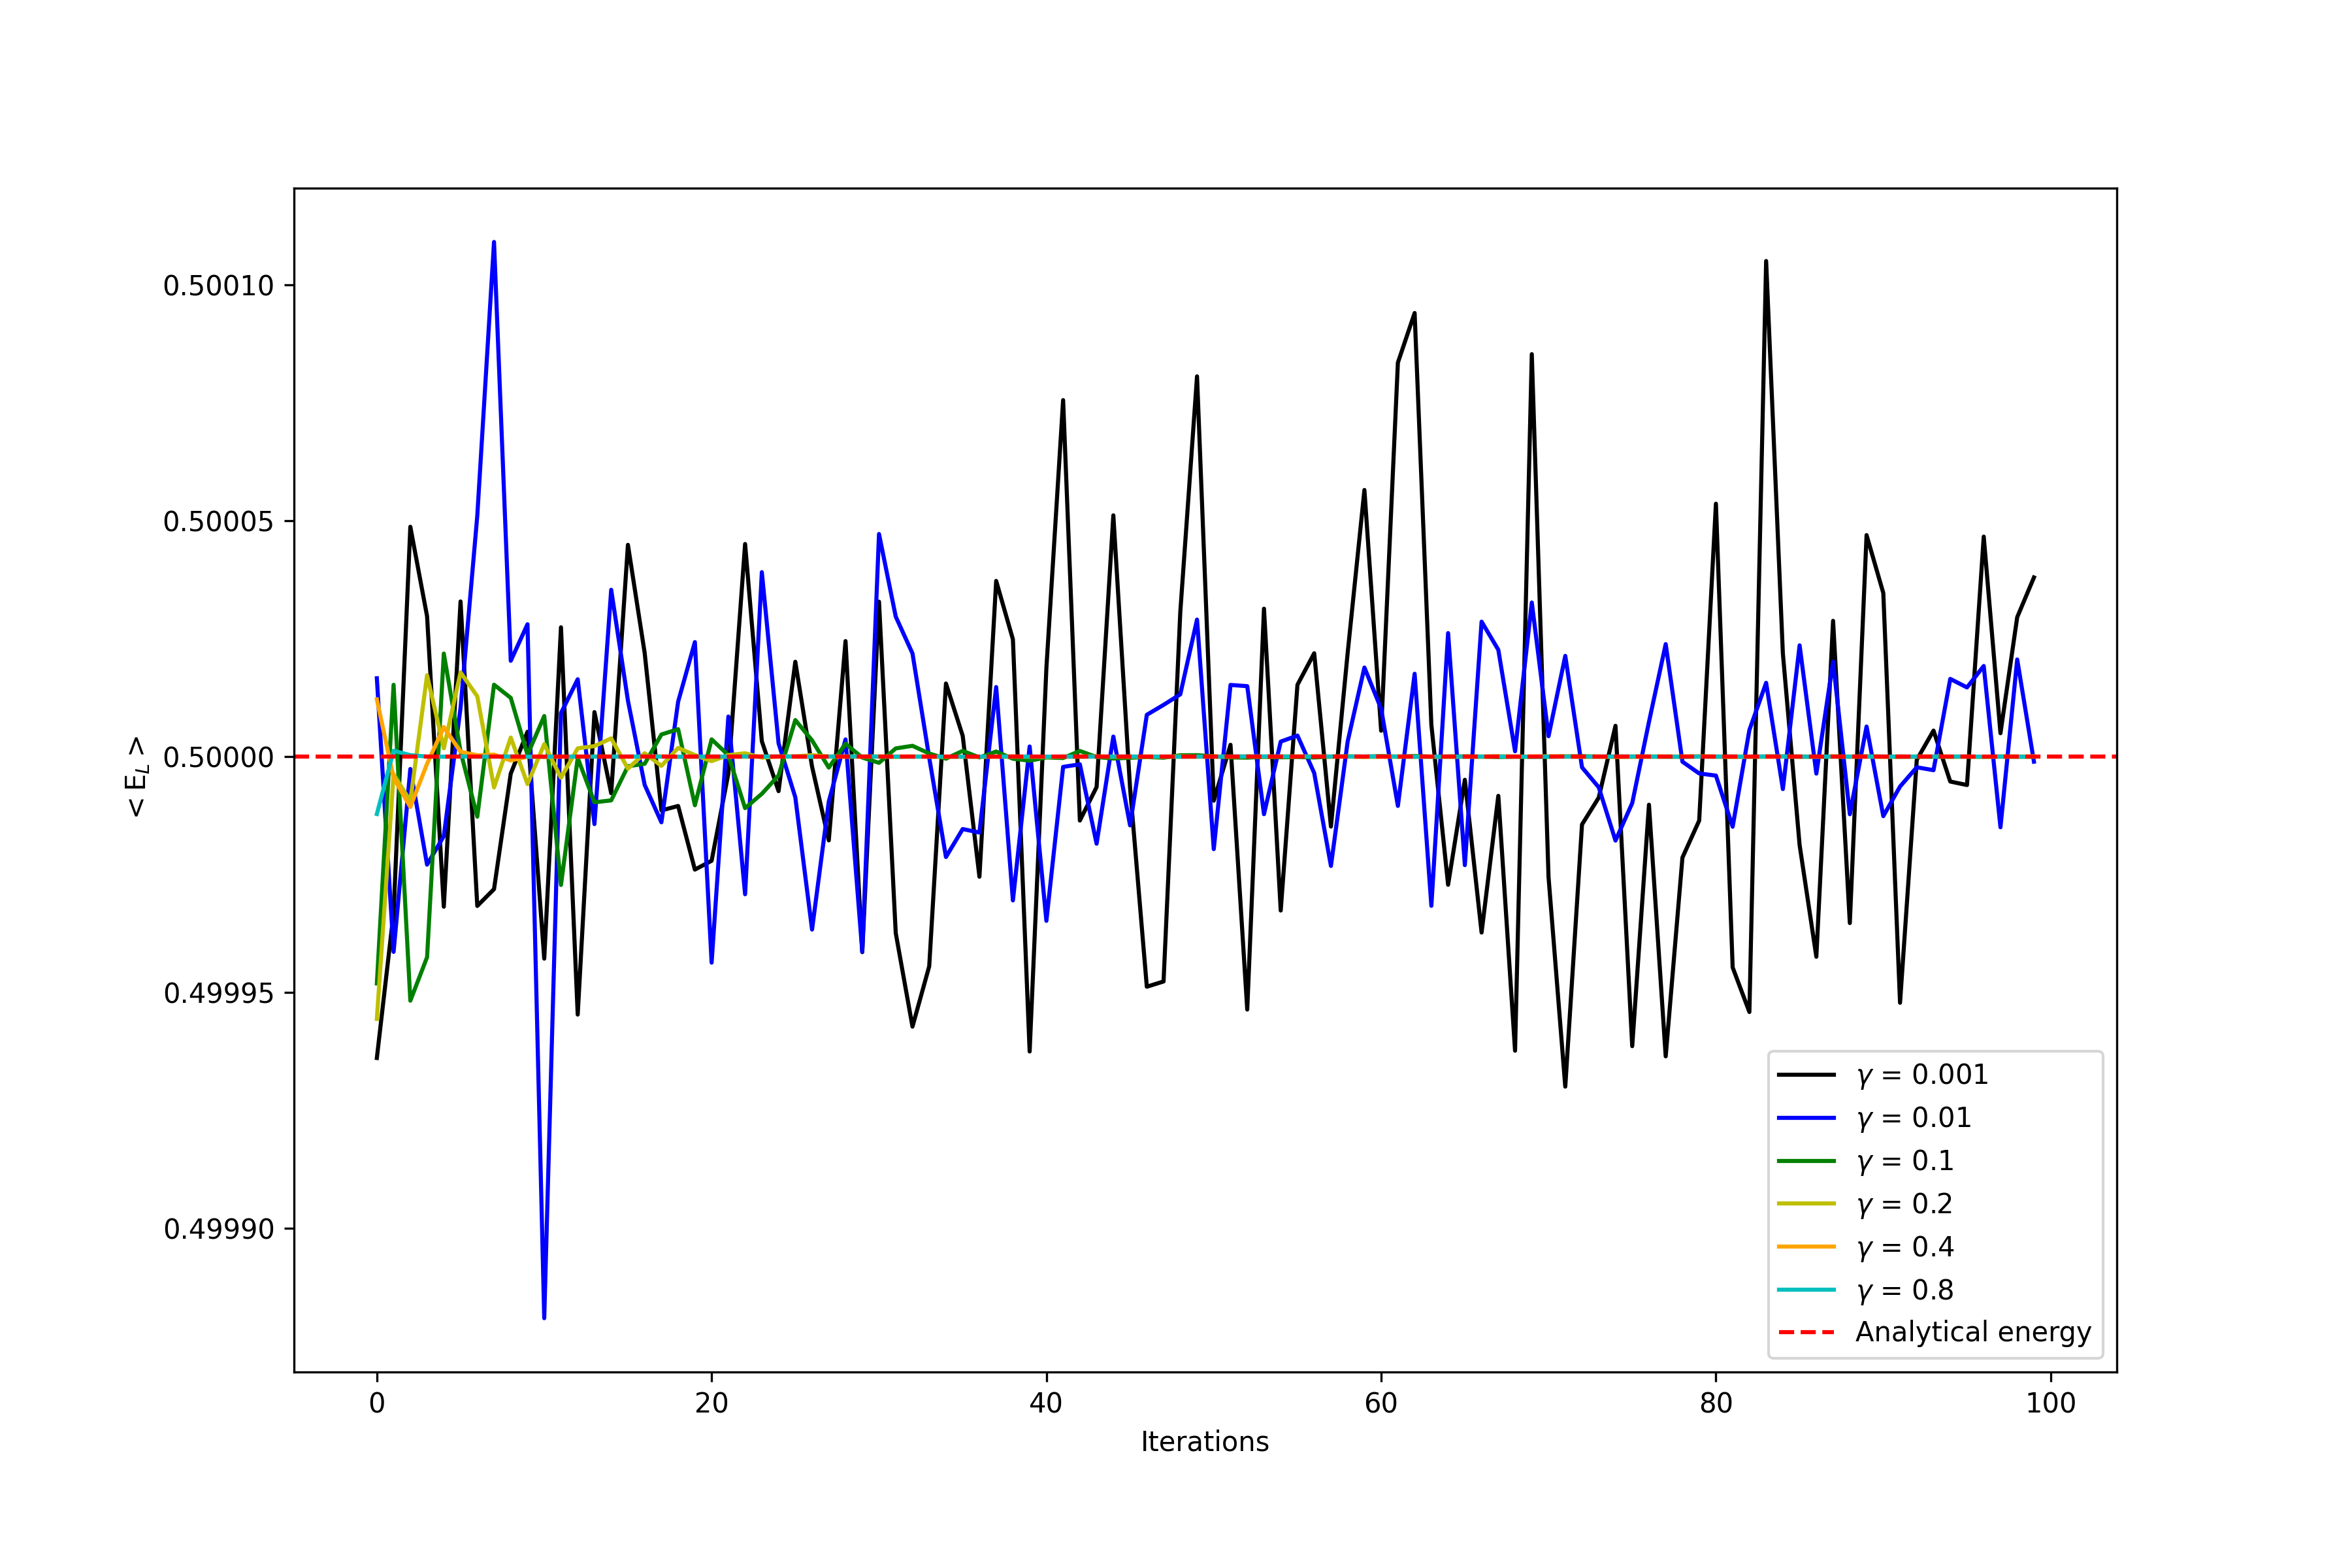 0.50010
0.50005
0.50000
0.49995
0.49990
<E_L>
0 20 40 60 80 100
Iterations
γ = 0.001
γ = 0.01
γ = 0.1
γ = 0.2
γ = 0.4
γ = 0.8
Analytical energy